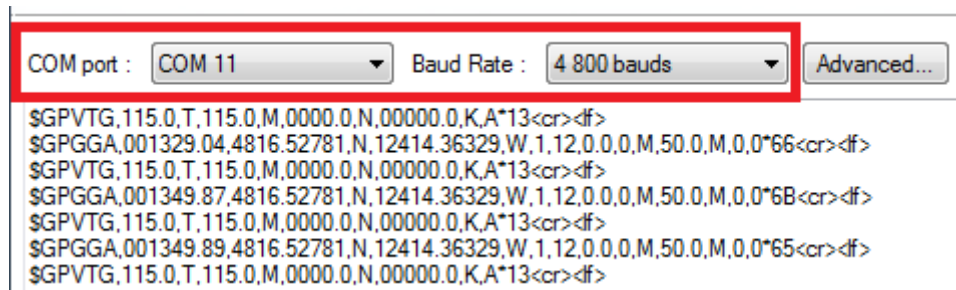 COM port : COM 11 Baud Rate : 4 800 bauds Advanced...
$GPVTG,115.0,T,115.0,M,0000.0,N,00000.0,K,A*13<cr><lf>
$GPGGA,001329.04,4816.52781,N,12414.36329,W,1,12,0.0,0,M,50.0,M,0,0*66<cr><lf>
$GPVTG,115.0,T,115.0,M,0000.0,N,00000.0,K,A*13<cr><lf>
$GPGGA,001349.87,4816.52781,N,12414.36329,W,1,12,0.0,0,M,50.0,M,0,0*6B<cr><lf>
$GPVTG,115.0,T,115.0,M,0000.0,N,00000.0,K,A*13<cr><lf>
$GPGGA,001349.89,4816.52781,N,12414.36329,W,1,12,0.0,0,M,50.0,M,0,0*65<cr><lf>
$GPVTG,115.0,T,115.0,M,0000.0,N,00000.0,K,A*13<cr><lf>